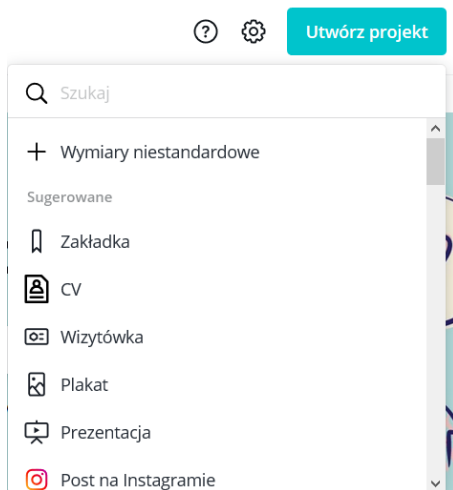 Utwórz projekt
Szukaj
Wymiary niestandardowe
Sugerowane
Zakładka
CV
Wizytówka
Plakat
Prezentacja
Post na Instagramie